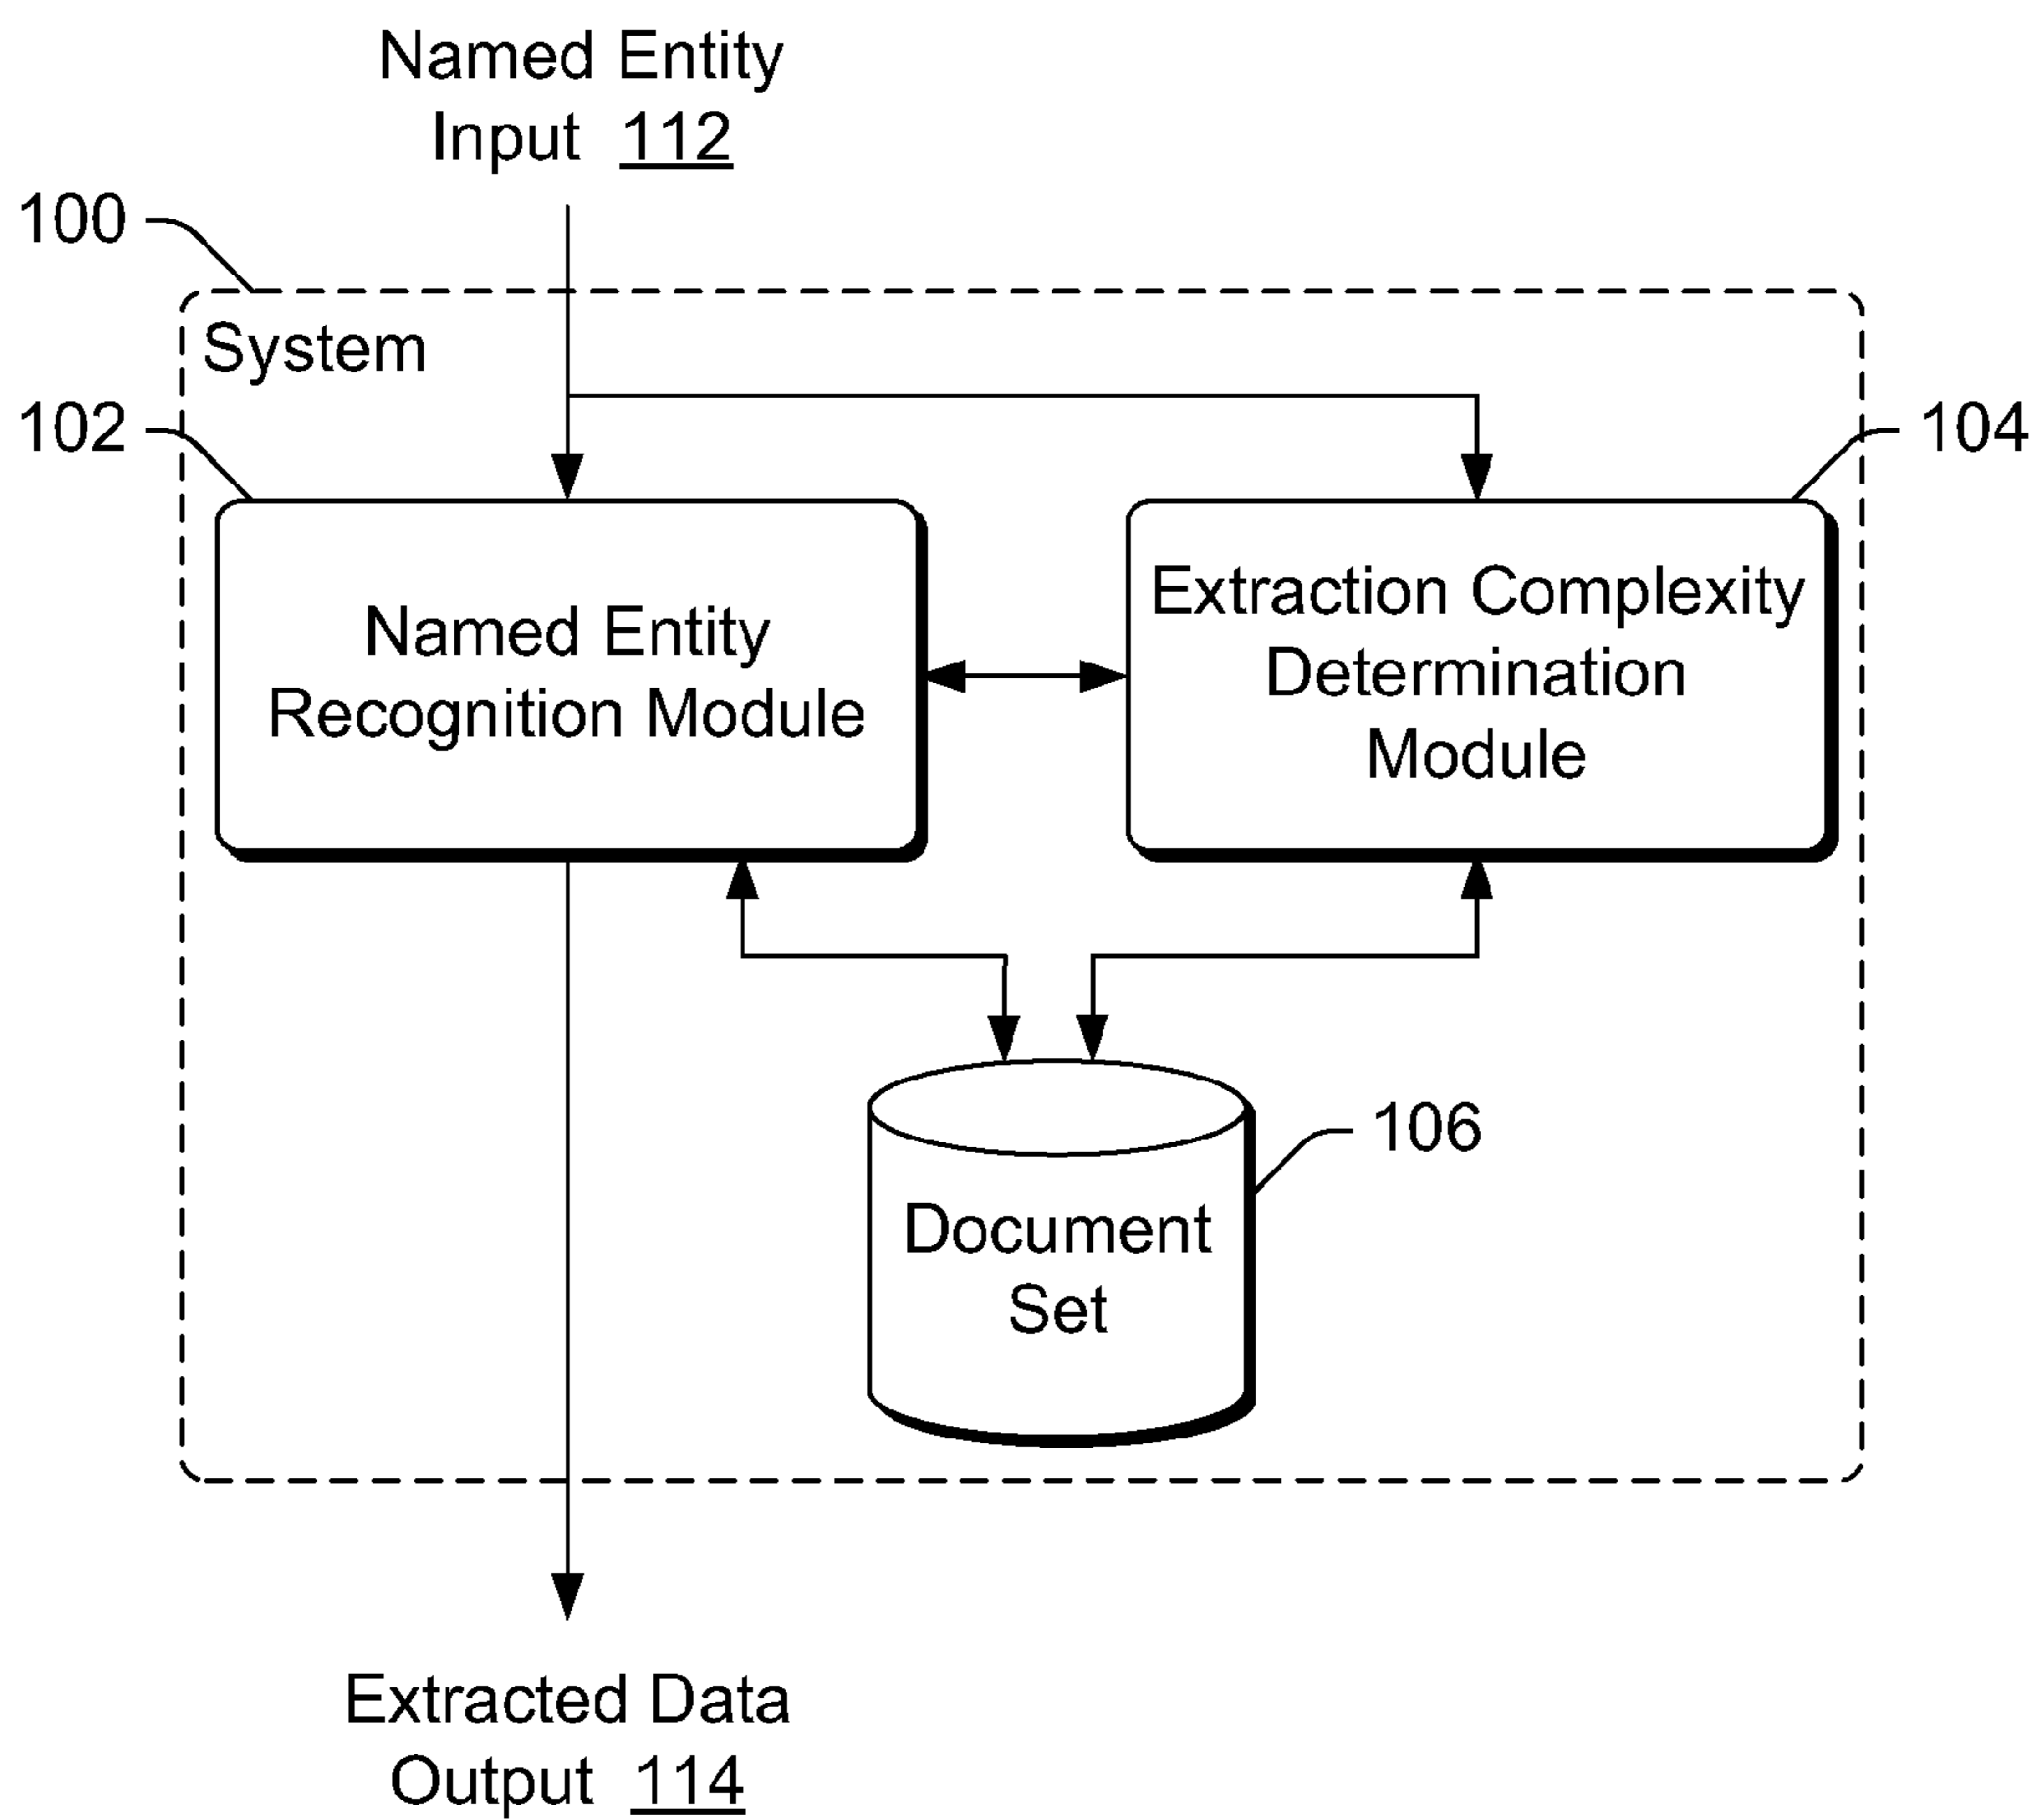 Named Entity
Input 112
100
System
102
104
Named Entity
Recognition Module
Extraction Complexity
Determination
Module
106
Document
Set
Extracted Data
Output 114